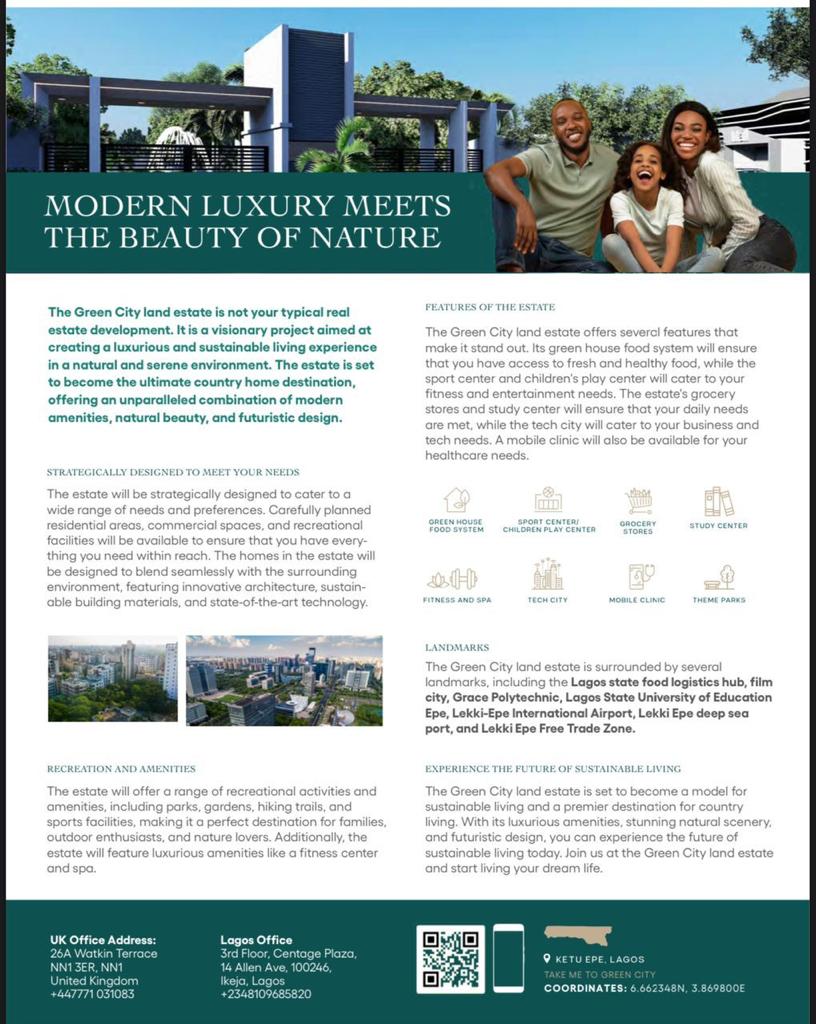 MODERN LUXURY MEETS
THE BEAUTY OF NATURE
The Green City land estate is not your typical real
estate development. It is a visionary project aimed at
creating a luxurious and sustainable living experience
in a natural and serene environment. The estate is set
to become the ultimate country home destination,
offering an unparalleled combination of modern
amenities, natural beauty, and futuristic design.
STRATEGICALLY DESIGNED TO MEET YOUR NEEDS
The estate will be strategically designed to cater to a
wide range of needs and preferences. Carefully planned
residential areas, commercial spaces, and recreational
facilities will be available to ensure that you have every-
thing you need within reach. The homes in the estate will
be designed to blend seamlessly with the surrounding
environment, featuring innovative architecture, sustain-
able building materials, and state-of-the-art technology.
RECREATION AND AMENITIES
The estate will offer a range of recreational activities and
amenities, including parks, gardens, hiking trails, and
sports facilities, making it a perfect destination for families,
outdoor enthusiasts, and nature lovers. Additionally, the
estate will feature luxurious amenities like a fitness center
and spa.
FEATURES OF THE ESTATE
The Green City land estate offers several features that
make it stand out. Its green house food system will ensure
that you have access to fresh and healthy food, while the
sport center and children's play center will cater to your
fitness and entertainment needs. The estate's grocery
stores and study center will ensure that your daily needs
are met, while the tech city will cater to your business and
tech needs. A mobile clinic will also be available for your
healthcare needs.
GREEN HOUSE
FOOD SYSTEM
SPORT CENTER/
CHILDREN PLAY CENTER
GROCERY
STORES
STUDY CENTER
FITNESS AND SPA
TECH CITY
MOBILE CLINIC
THEME PARKS
LANDMARKS
The Green City land estate is surrounded by several
landmarks, including the Lagos state food logistics hub, film
city, Grace Polytechnic, Lagos State University of Education
Epe, Lekki-Epe International Airport, Lekki Epe deep sea
port, and Lekki Epe Free Trade Zone.
EXPERIENCE THE FUTURE OF SUSTAINABLE LIVING
The Green City land estate is set to become a model for
sustainable living and a premier destination for country
living. With its luxurious amenities, stunning natural scenery,
and futuristic design, you can experience the future of
sustainable living today. Join us at the Green City land estate
and start living your dream life.
UK Office Address:
26A Watkin Terrace
NN1 3ER, NN1
United Kingdom
+447771 031083
Lagos Office
3rd Floor, Centage Plaza,
14 Allen Ave, 100246,
Ikeja, Lagos
+2348109685820
KETU EPE, LAGOS
TAKE ME TO GREEN CITY
COORDINATES: 6.662348N, 3.869800E